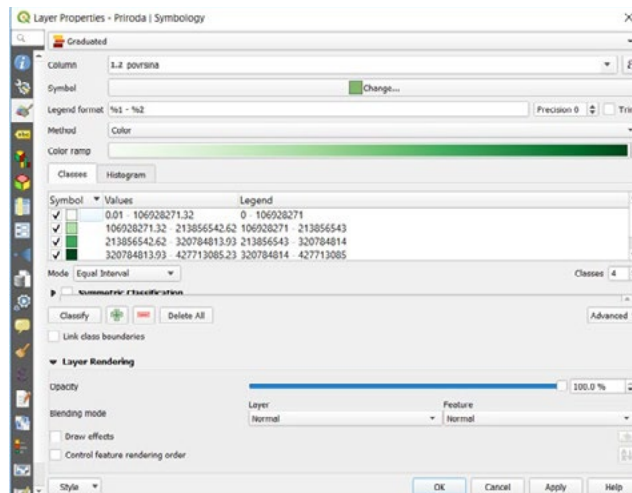 Layer Properties - Priroda | Symbology
Graduated
Column 1.2 povrsina
Symbol Change...
Legend format %1 - %2 Precision 0 Trim
Method Color
Color ramp
Classes Histogram
Symbol Values Legend
0.01 - 106928271.32 0 - 106928271
106928271.32 - 213856542.62 106928271 - 213856543
213856542.62 - 320784813.93 213856543 - 320784814
320784813.93 - 427713085.23 320784814 - 427713085
Mode Equal Interval Classes 4
Symmetric Classification
Classify Delete All Advanced
Link class boundaries
Layer Rendering
Opacity 100.0 %
Layer Feature
Blending mode Normal Normal
Draw effects
Control feature rendering order
Style OK Cancel Apply Help